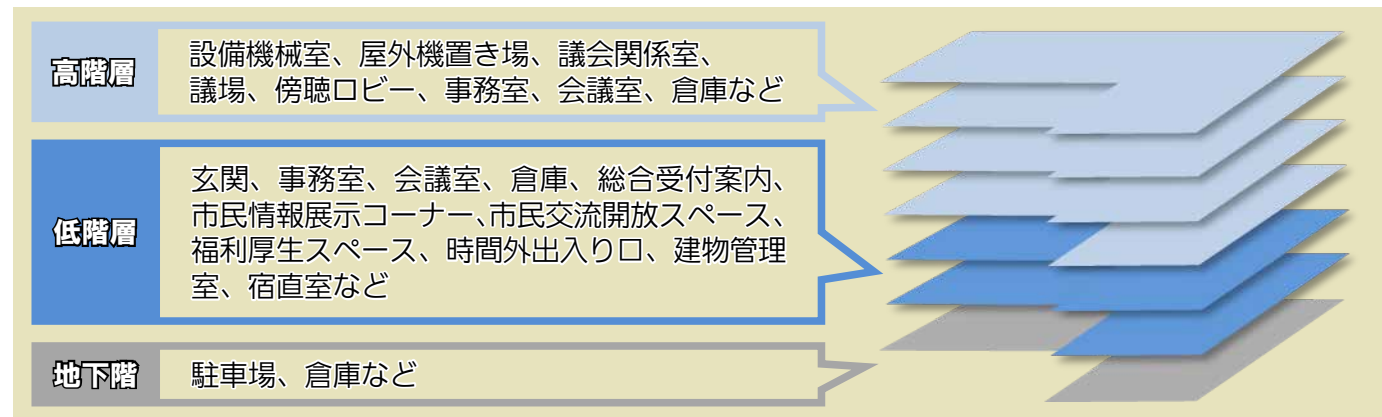 高階層
設備機械室、屋外機置き場、議会関係室、
議場、傍聴ロビー、事務室、会議室、倉庫など
低階層
玄関、事務室、会議室、倉庫、総合受付案内、
市民情報展示コーナー、市民交流開放スペース、
福利厚生スペース、時間外出入り口、建物管理
室、宿直室など
地下階
駐車場、倉庫など